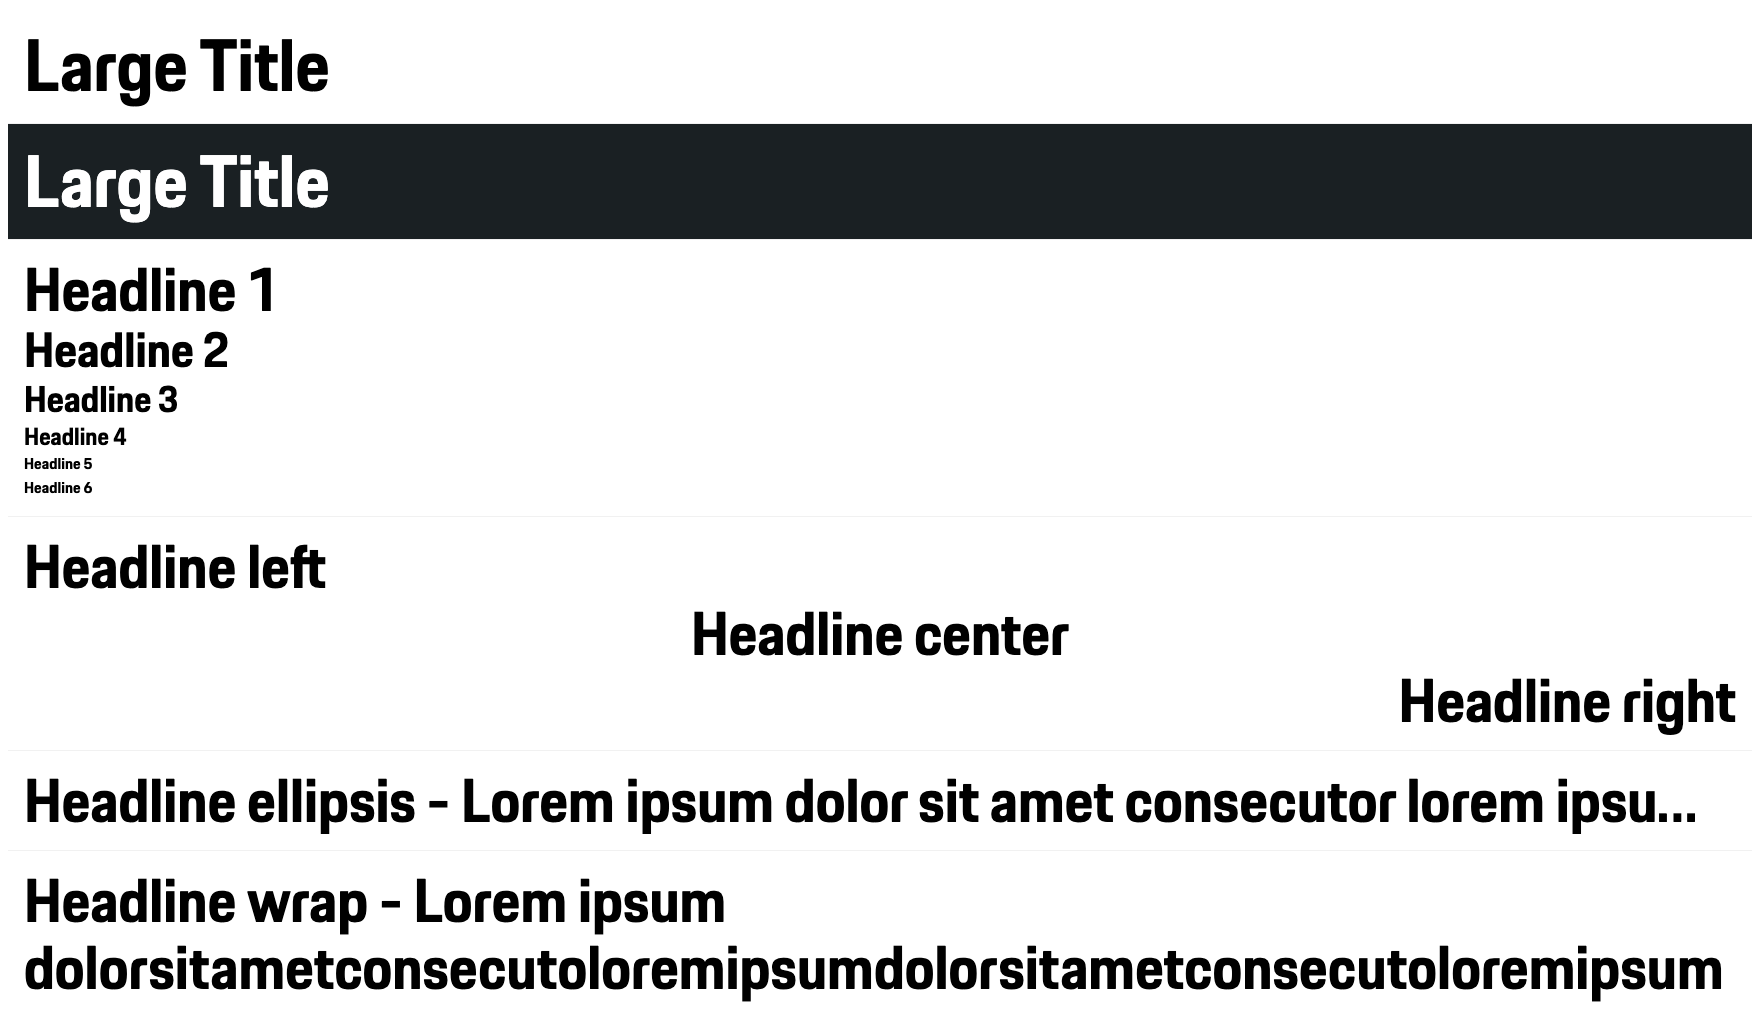 Large Title
Large Title
Headline 1
Headline 2
Headline 3
Headline 4
Headline 5
Headline 6
Headline left
Headline center
Headline right
Headline ellipsis - Lorem ipsum dolor sit amet consecutor lorem ipsu...
Headline wrap - Lorem ipsum
dolorsitametconsecutoloremipsumdolorsitametconsecutoloremipsum